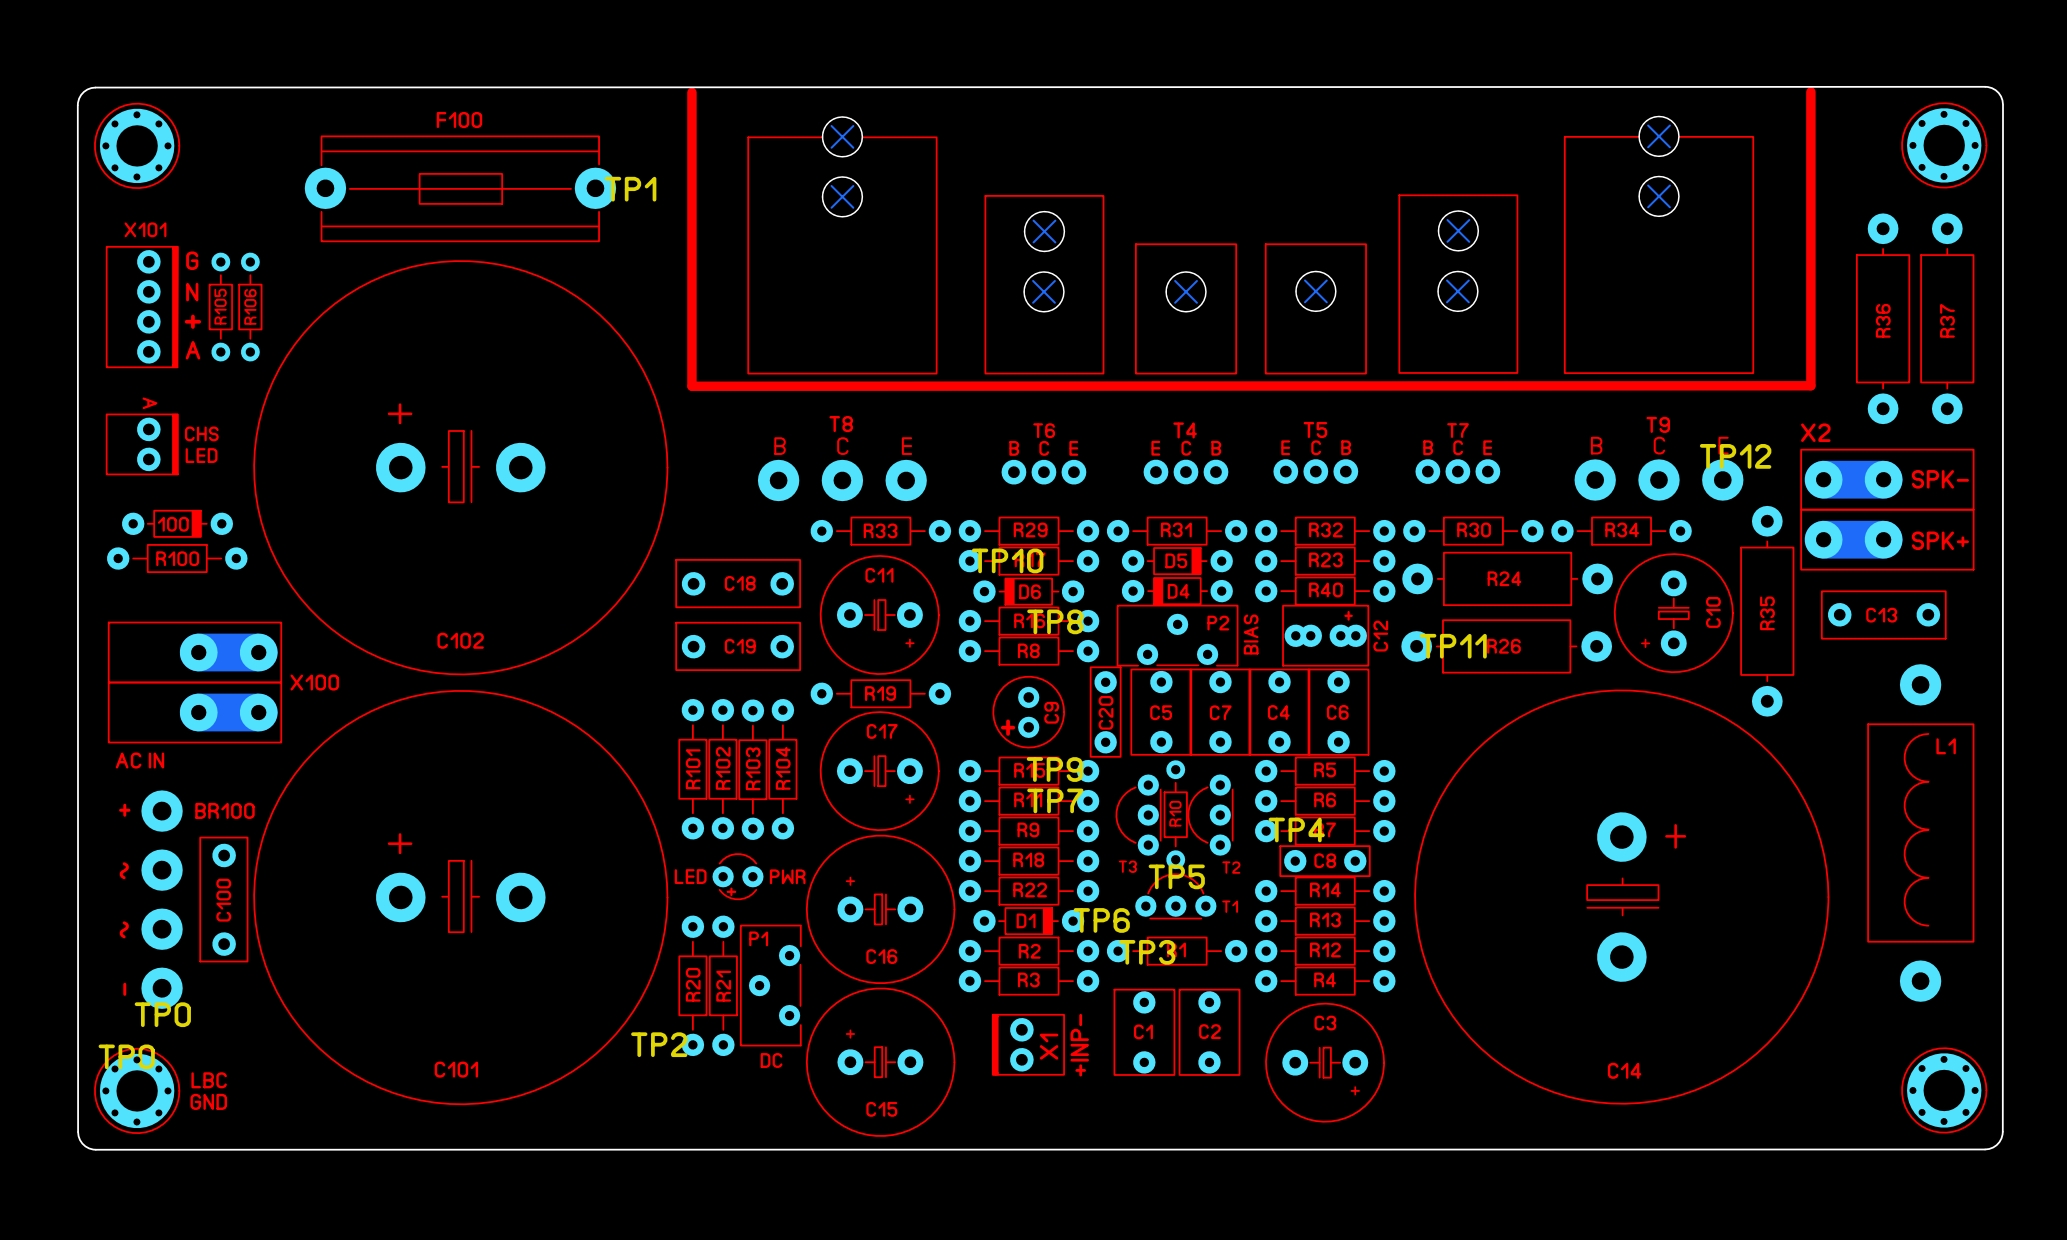 F100
TP1
X101
G
N
+
A
R105
R106
R36
R37
A
CHS
LED
+
T8
B C E
T6
B C E
T4
E C B
T5
E C B
T7
B C E
T9
B C
TP12
X2
SPK-
SPK+
100
R100
R33
R29
R31
R32
R30
R34
TP10
D5
R23
C18
C11
D6
D4
R40
R24
C10
R35
C13
TP8
P2
BIAS
+
C12
C102
C19
+
R8
TP11
R26
+
X100
R19
C9
+
C20
C5
C7
C4
C6
L1
C17
+
AC IN
R101
R102
R103
R104
TP9
R5
+
BR100
TP7
R10
R6
R9
TP4
+
~
C100
R18
T3
T2
C8
LED
+
PWR
+
TP5
R22
R14
T1
~
D1
TP6
R13
P1
C16
R2
TP3
R12
R20
R21
R3
R4
-
TP0
TP2
DC
+
C1
C2
C3
X1
+INP-
TP0
C101
+
C14
LBC
GND
C15